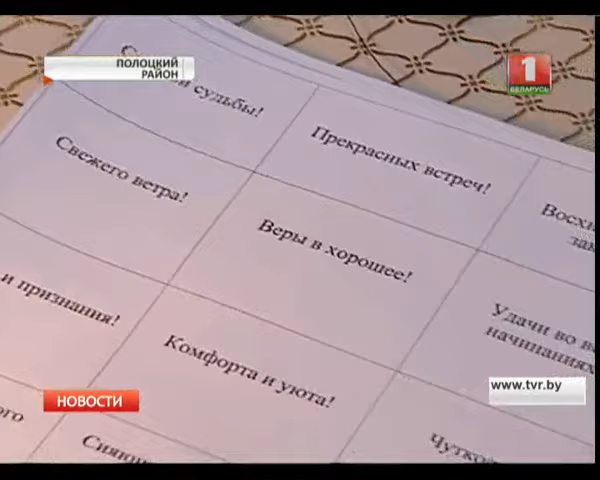 ПОЛОЦКИЙ
РАЙОН
1
БЕЛАРУСЬ
судьбы!
Прекрасных встреч!
Свежего ветра!
Веры в хорошее!
и признания!
Удачи во
начинаниях
Комфорта и уюта!
www.tvr.by
НОВОСТИ